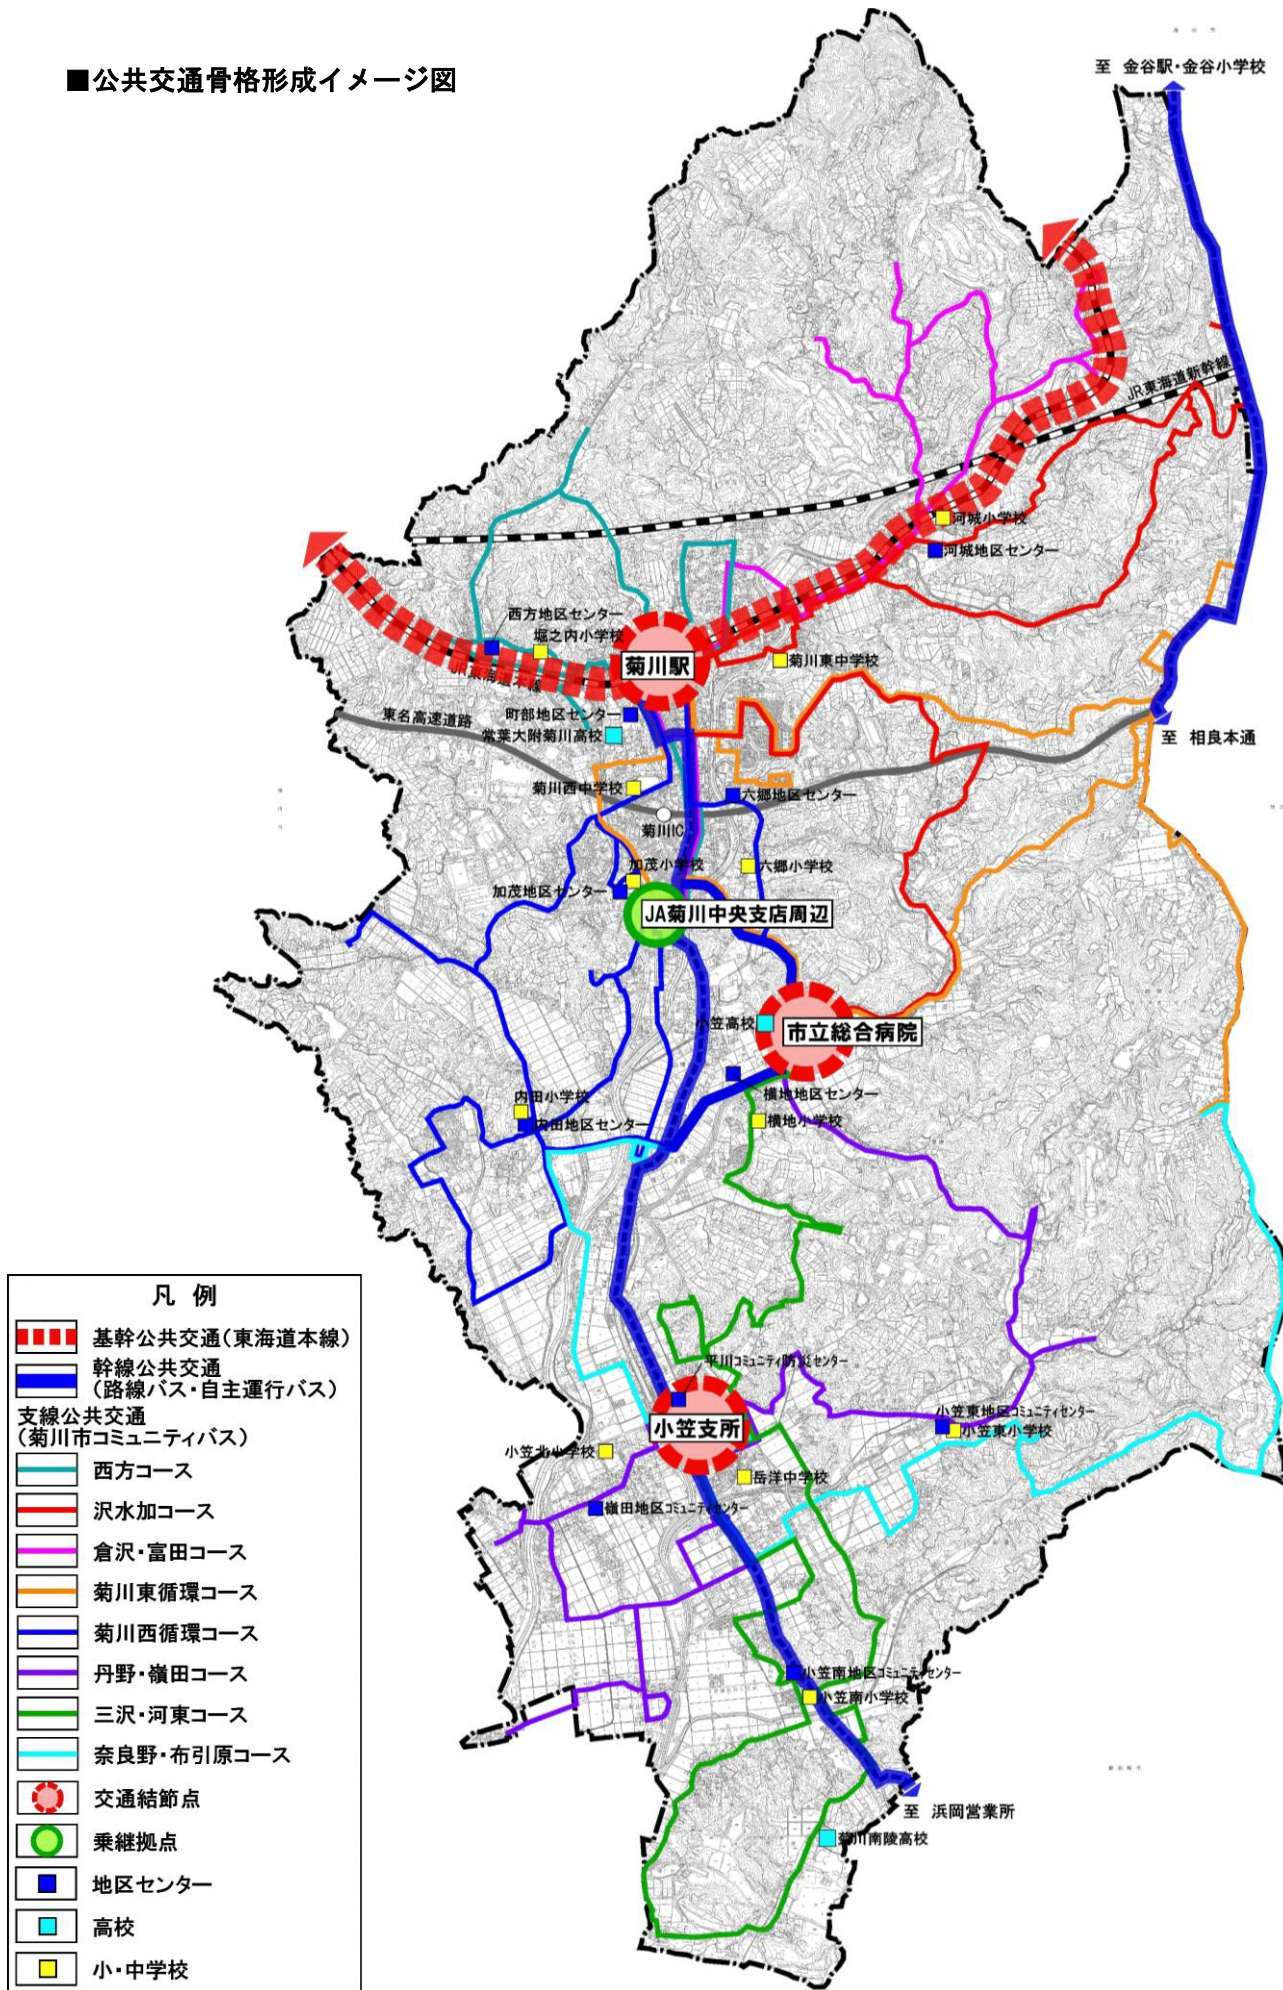 ■公共交通骨格形成イメージ図
至 金谷駅・金谷小学校
JR東海道新幹線
河城小学校
河城地区センター
西方地区センター
堀之内小学校
菊川駅
菊川東中学校
JR東海道本線
東名高速道路
町部地区センター
常葉大附菊川高校
至 相良本通
菊川西中学校
六郷地区センター
菊川IC
加茂小学校
六郷小学校
加茂地区センター
JA菊川中央支店周辺
小笠高校
市立総合病院
横地地区センター
内田小学校
横地小学校
内田地区センター
平川コミュニティ防災センター
小笠支所
小笠東地区コミュニティセンター
小笠東小学校
小笠北小学校
岳洋中学校
嶺田地区コミュニティセンター
小笠南地区コミュニティセンター
小笠南小学校
至 浜岡営業所
菊川南陵高校
凡 例
基幹公共交通(東海道本線)
幹線公共交通
(路線バス・自主運行バス)
支線公共交通
(菊川市コミュニティバス)
西方コース
沢水加コース
倉沢・富田コース
菊川東循環コース
菊川西循環コース
丹野・嶺田コース
三沢・河東コース
奈良野・布引原コース
交通結節点
乗継拠点
地区センター
高校
小・中学校